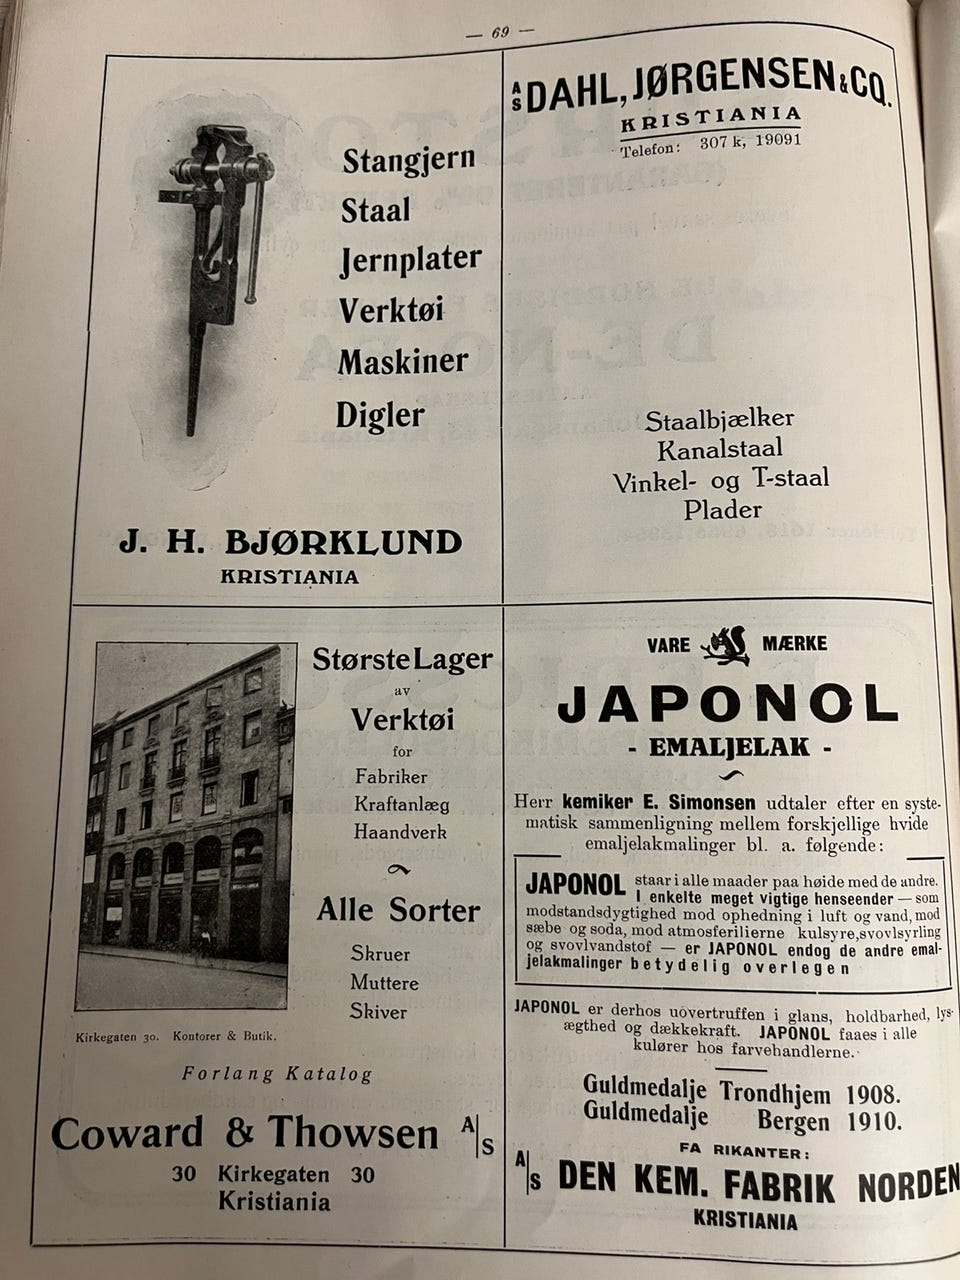 — 69 —
Stangjern
Staal
Jernplater
Verktøi
Maskiner
Digler
J. H. BJØRKLUND
KRISTIANIA
A/S DAHL, JØRGENSEN & CO.
KRISTIANIA
Telefon: 307 k, 19091
Staalbjælker
Kanalstaal
Vinkel- og T-staal
Plader
Største Lager
av
Verktøi
for
Fabriker
Kraftanlæg
Haandverk
Alle Sorter
Skruer
Muttere
Skiver
Kirkegaten 30. Kontorer & Butik.
Forlang Katalog
Coward & Thowsen A/S
30 Kirkegaten 30
Kristiania
VARE MÆRKE
JAPONOL
- EMALJELAK -
Herr kemiker E. Simonsen udtaler efter en syste-
matisk sammenligning mellem forskjellige hvide
emaljelakmalinger bl. a. følgende:
JAPONOL staar i alle maader paa høide med de andre.
I enkelte meget vigtige henseender — som
modstandsdygtighed mod ophedning i luft og vand, mod
sæbe og soda, mod atmosferilierne kulsyre, svovlsyrling
og svovlvandstof — er JAPONOL endog de andre emal-
jelakmalinger betydelig overlegen
JAPONOL er derhos uovertruffen i glans, holdbarhed, lys-
ægthed og dækkekraft. JAPONOL faaes i alle
kulører hos farvehandlerne.
Guldmedalje Trondhjem 1908.
Guldmedalje Bergen 1910.
FA RIKANTER:
A/S DEN KEM. FABRIK NORDEN
KRISTIANIA